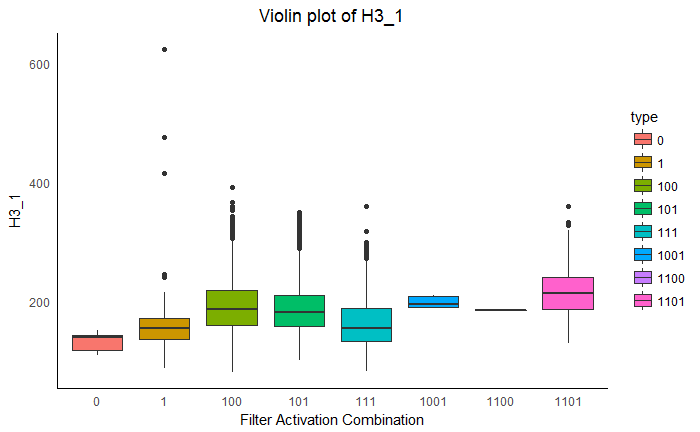 Violin plot of H3_1
600
400
200
H3_1
0 1 100 101 111 1001 1100 1101
Filter Activation Combination
type
0
1
100
101
111
1001
1100
1101